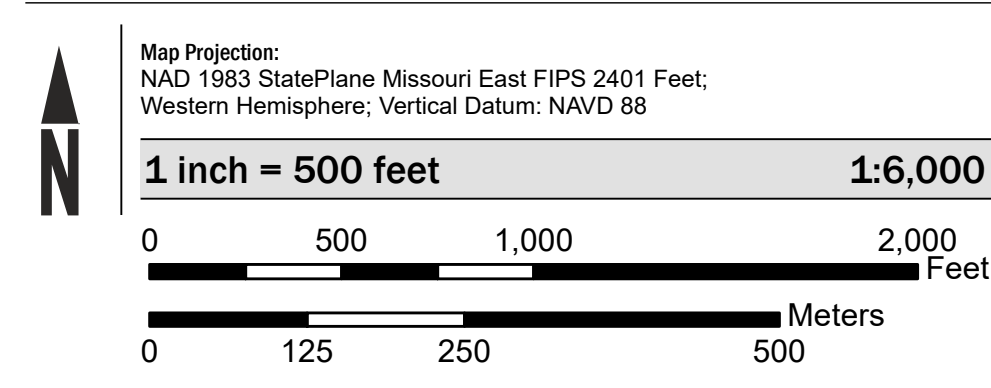 Map Projection:
NAD 1983 StatePlane Missouri East FIPS 2401 Feet;
Western Hemisphere; Vertical Datum: NAVD 88
N
1 inch = 500 feet 1:6,000
0 500 1,000 2,000
Feet
Meters
0 125 250 500